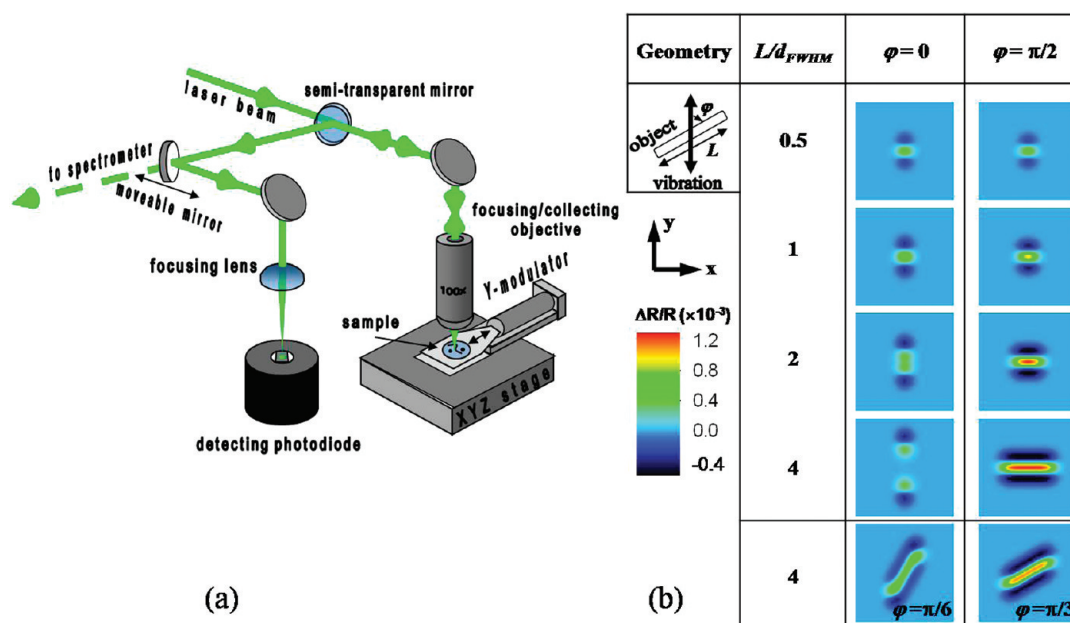 laser beam
semi-transparent mirror
to spectrometer
moveable mirror
focusing/collecting
objective
focusing lens
100x
Y-modulator
sample
XYZ stage
detecting photodiode
(a)
Geometry
L/d_FWHM
φ= 0
φ= π/2
object
φ
L
vibration
0.5
y
x
1
ΔR/R (×10⁻³)
1.2
0.8
0.4
0.0
-0.4
2
4
4
φ=π/6
φ=π/3
(b)